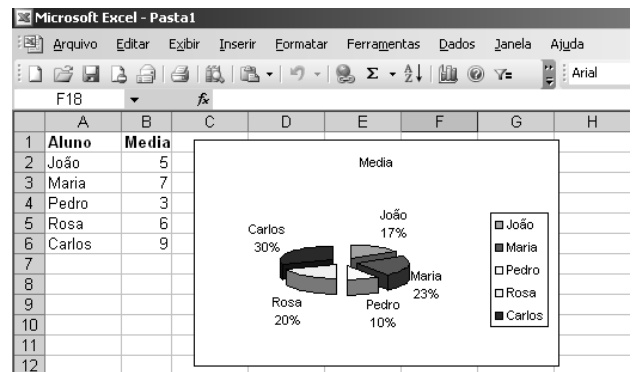 Microsoft Excel - Pasta1
Arquivo Editar Exibir Inserir Formatar Ferramentas Dados Janela Ajuda
Σ Arial
F18 fx
A B C D E F G H
1 Aluno Media
2 João 5
3 Maria 7
4 Pedro 3
5 Rosa 6
6 Carlos 9
7
8
9
10
11
12
Media
João
17%
Carlos
30%
Maria
23%
Rosa
20%
Pedro
10%
João
Maria
Pedro
Rosa
Carlos